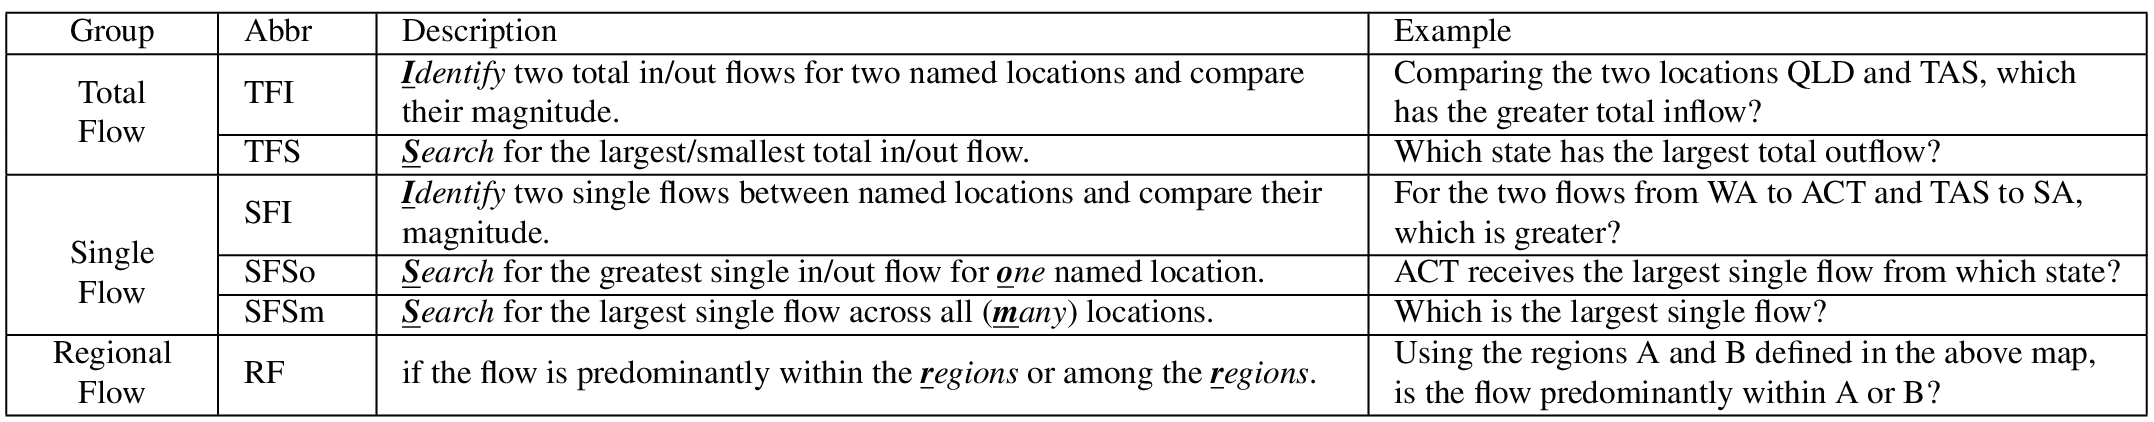 Group Abbr Description Example
Total Flow
TFI
Identify two total in/out flows for two named locations and compare
their magnitude.
Comparing the two locations QLD and TAS, which
has the greater total inflow?
TFS Search for the largest/smallest total in/out flow. Which state has the largest total outflow?
Single Flow
SFI
Identify two single flows between named locations and compare their
magnitude.
For the two flows from WA to ACT and TAS to SA,
which is greater?
SFSo Search for the greatest single in/out flow for one named location. ACT receives the largest single flow from which state?
SFSm Search for the largest single flow across all (many) locations. Which is the largest single flow?
Regional Flow
RF
if the flow is predominantly within the regions or among the regions.
Using the regions A and B defined in the above map,
is the flow predominantly within A or B?